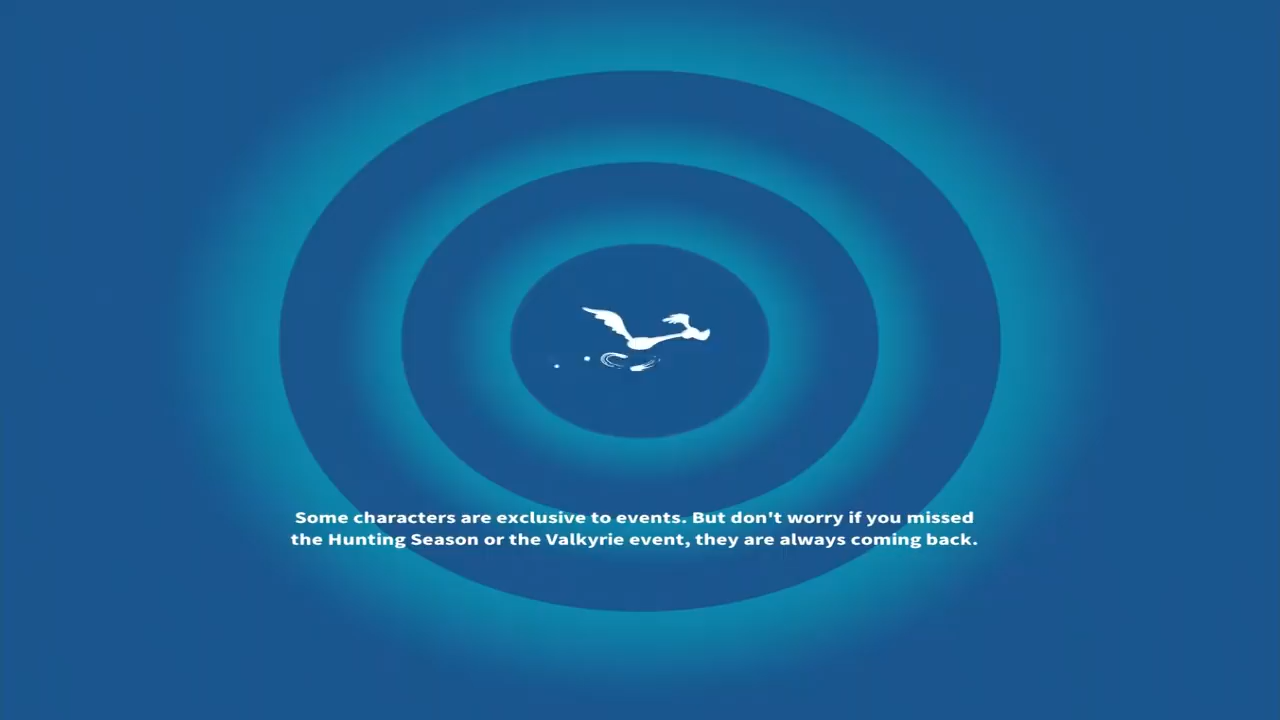 Some characters are exclusive to events. But don't worry if you missed
the Hunting Season or the Valkyrie event, they are always coming back.